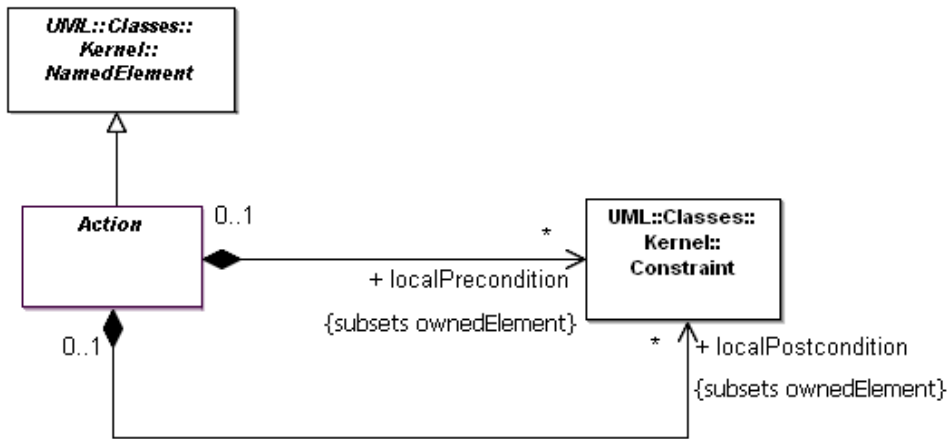 UML::Classes::
Kernel::
NamedElement
Action
0..1
*
UML::Classes::
Kernel::
Constraint
+ localPrecondition
{subsets ownedElement}
0..1
*
+ localPostcondition
{subsets ownedElement}